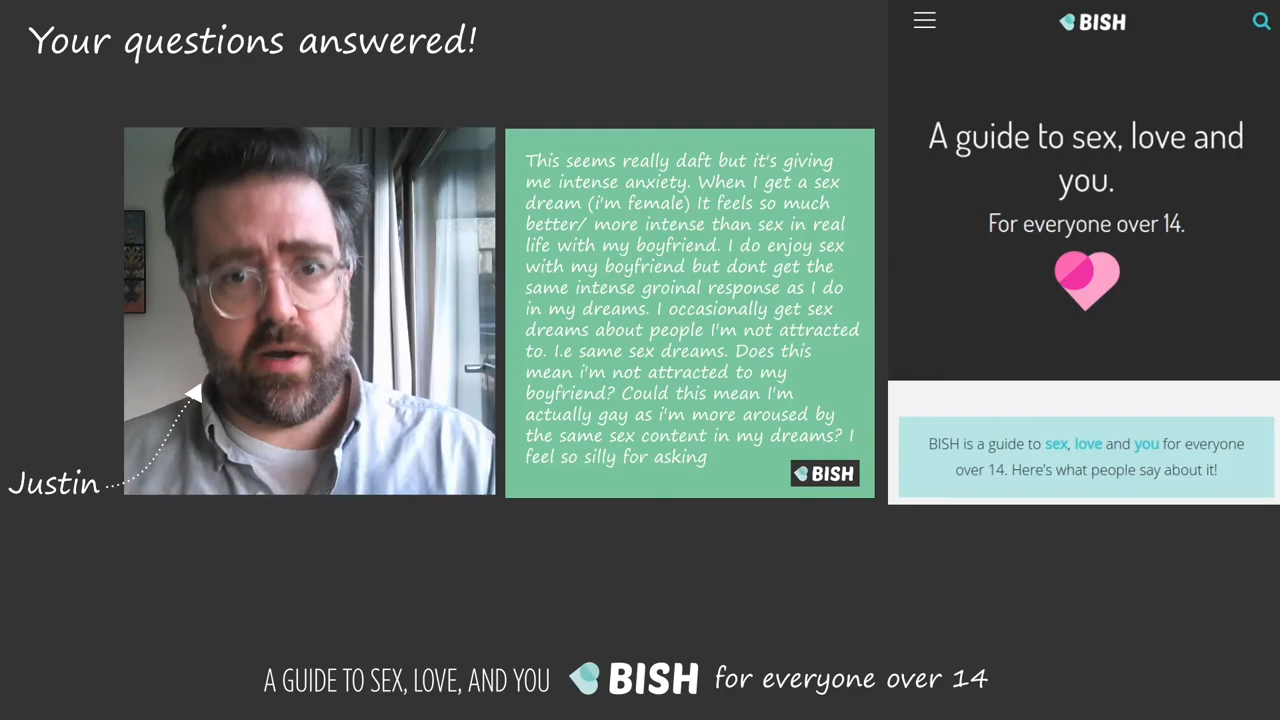 Your questions answered!
This seems really daft but it's giving
me intense anxiety. When I get a sex
dream (i'm female) It feels so much
better/ more intense than sex in real
life with my boyfriend. I do enjoy sex
with my boyfriend but dont get the
same intense groinal response as I do
in my dreams. I occasionally get sex
dreams about people I'm not attracted
to. I.e same sex dreams. Does this
mean i'm not attracted to my
boyfriend? Could this mean I'm
actually gay as i'm more aroused by
the same sex content in my dreams? I
feel so silly for asking
BISH
Justin
BISH
A guide to sex, love and
you.
For everyone over 14.
BISH is a guide to sex, love and you for everyone
over 14. Here's what people say about it!
A GUIDE TO SEX, LOVE, AND YOU BISH for everyone over 14